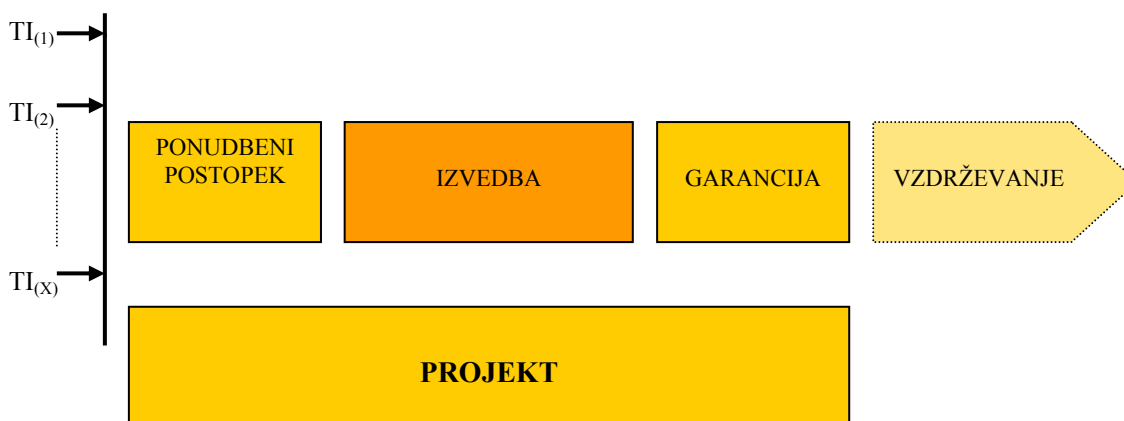 TI(1)
TI(2)
PONUDBENI
POSTOPEK
IZVEDBA
GARANCIJA
VZDRŽEVANJE
TI(X)
PROJEKT